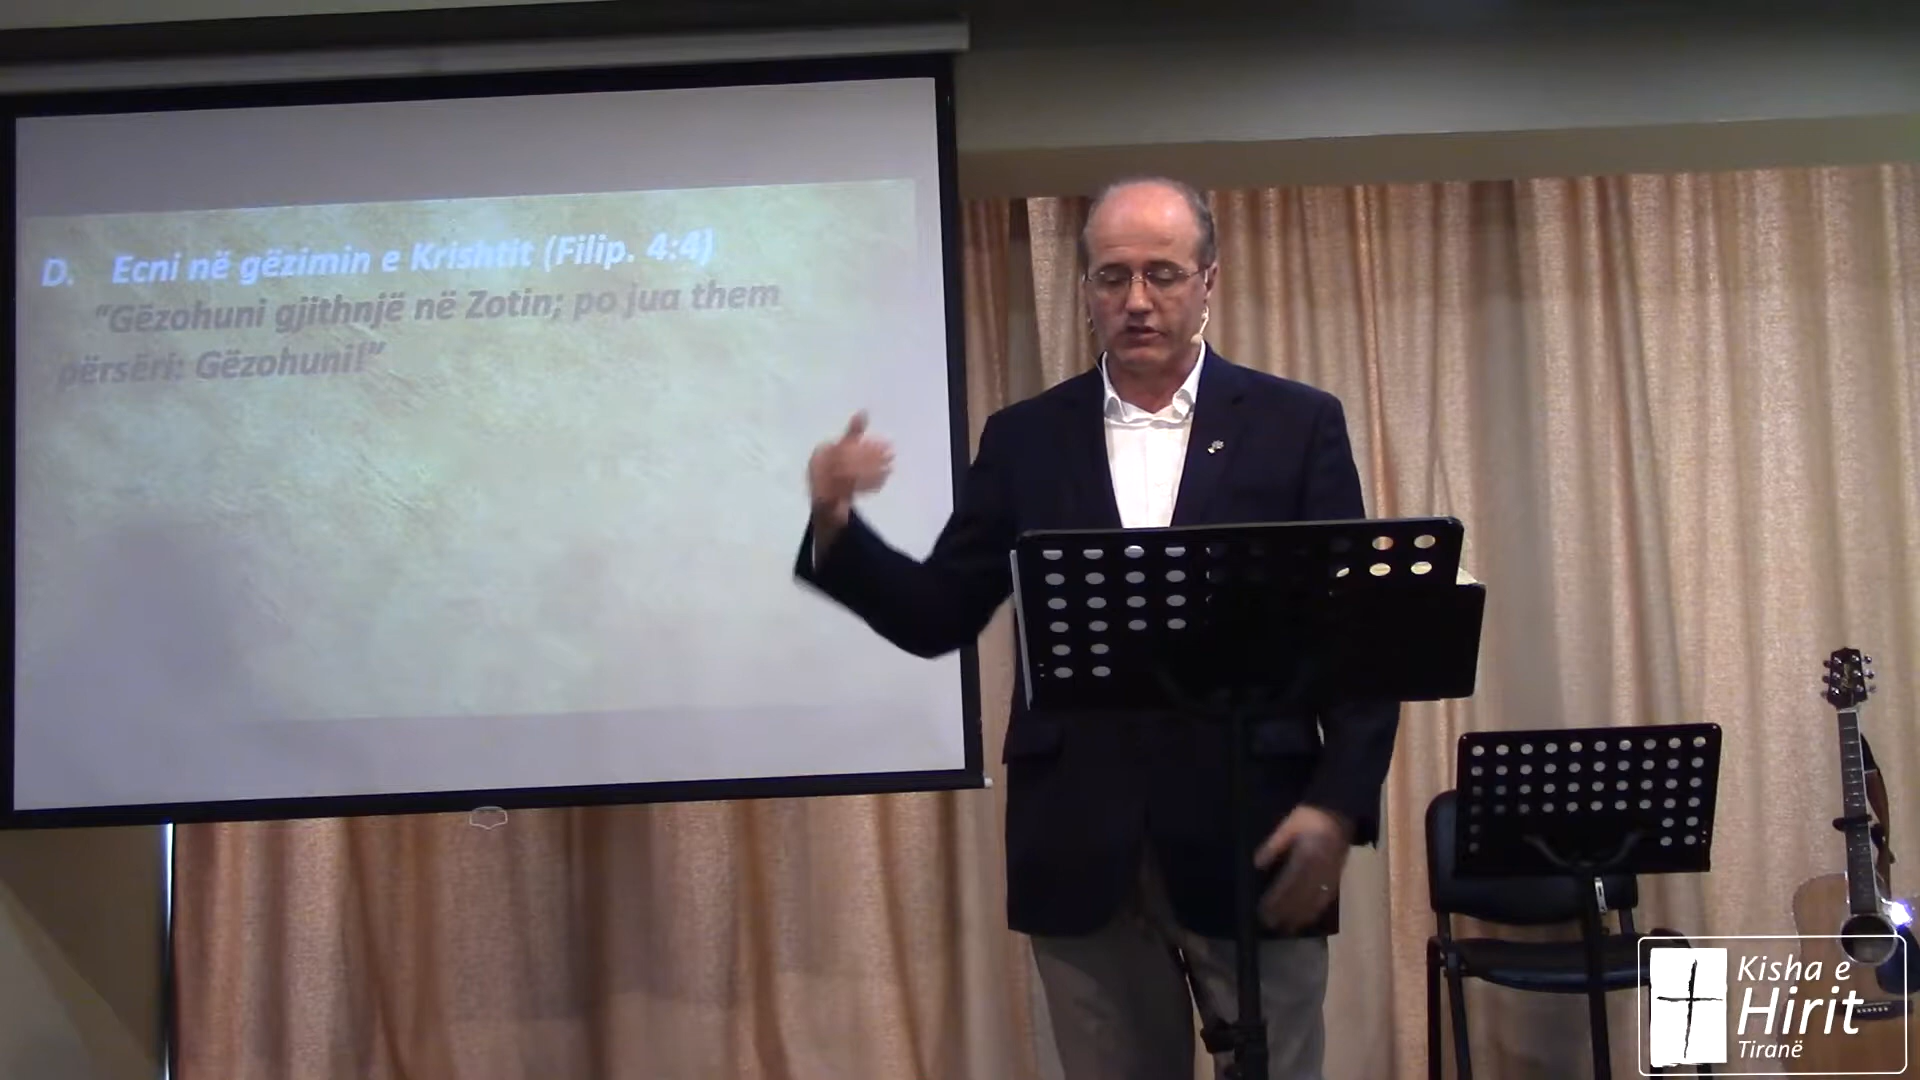 D. Ecni në gëzimin e Krishtit (Filip. 4:4)
"Gëzohuni gjithnjë në Zotin; po jua them
përsëri: Gëzohuni!"
Kisha e
Hirit
Tiranë